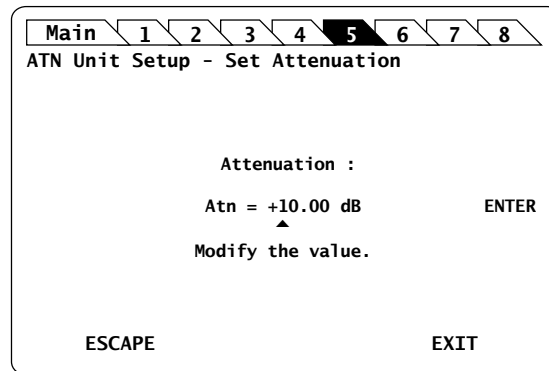 Main 1 2 3 4 5 6 7 8
ATN Unit Setup - Set Attenuation
Attenuation :
Atn = +10.00 dB ENTER
Modify the value.
ESCAPE EXIT